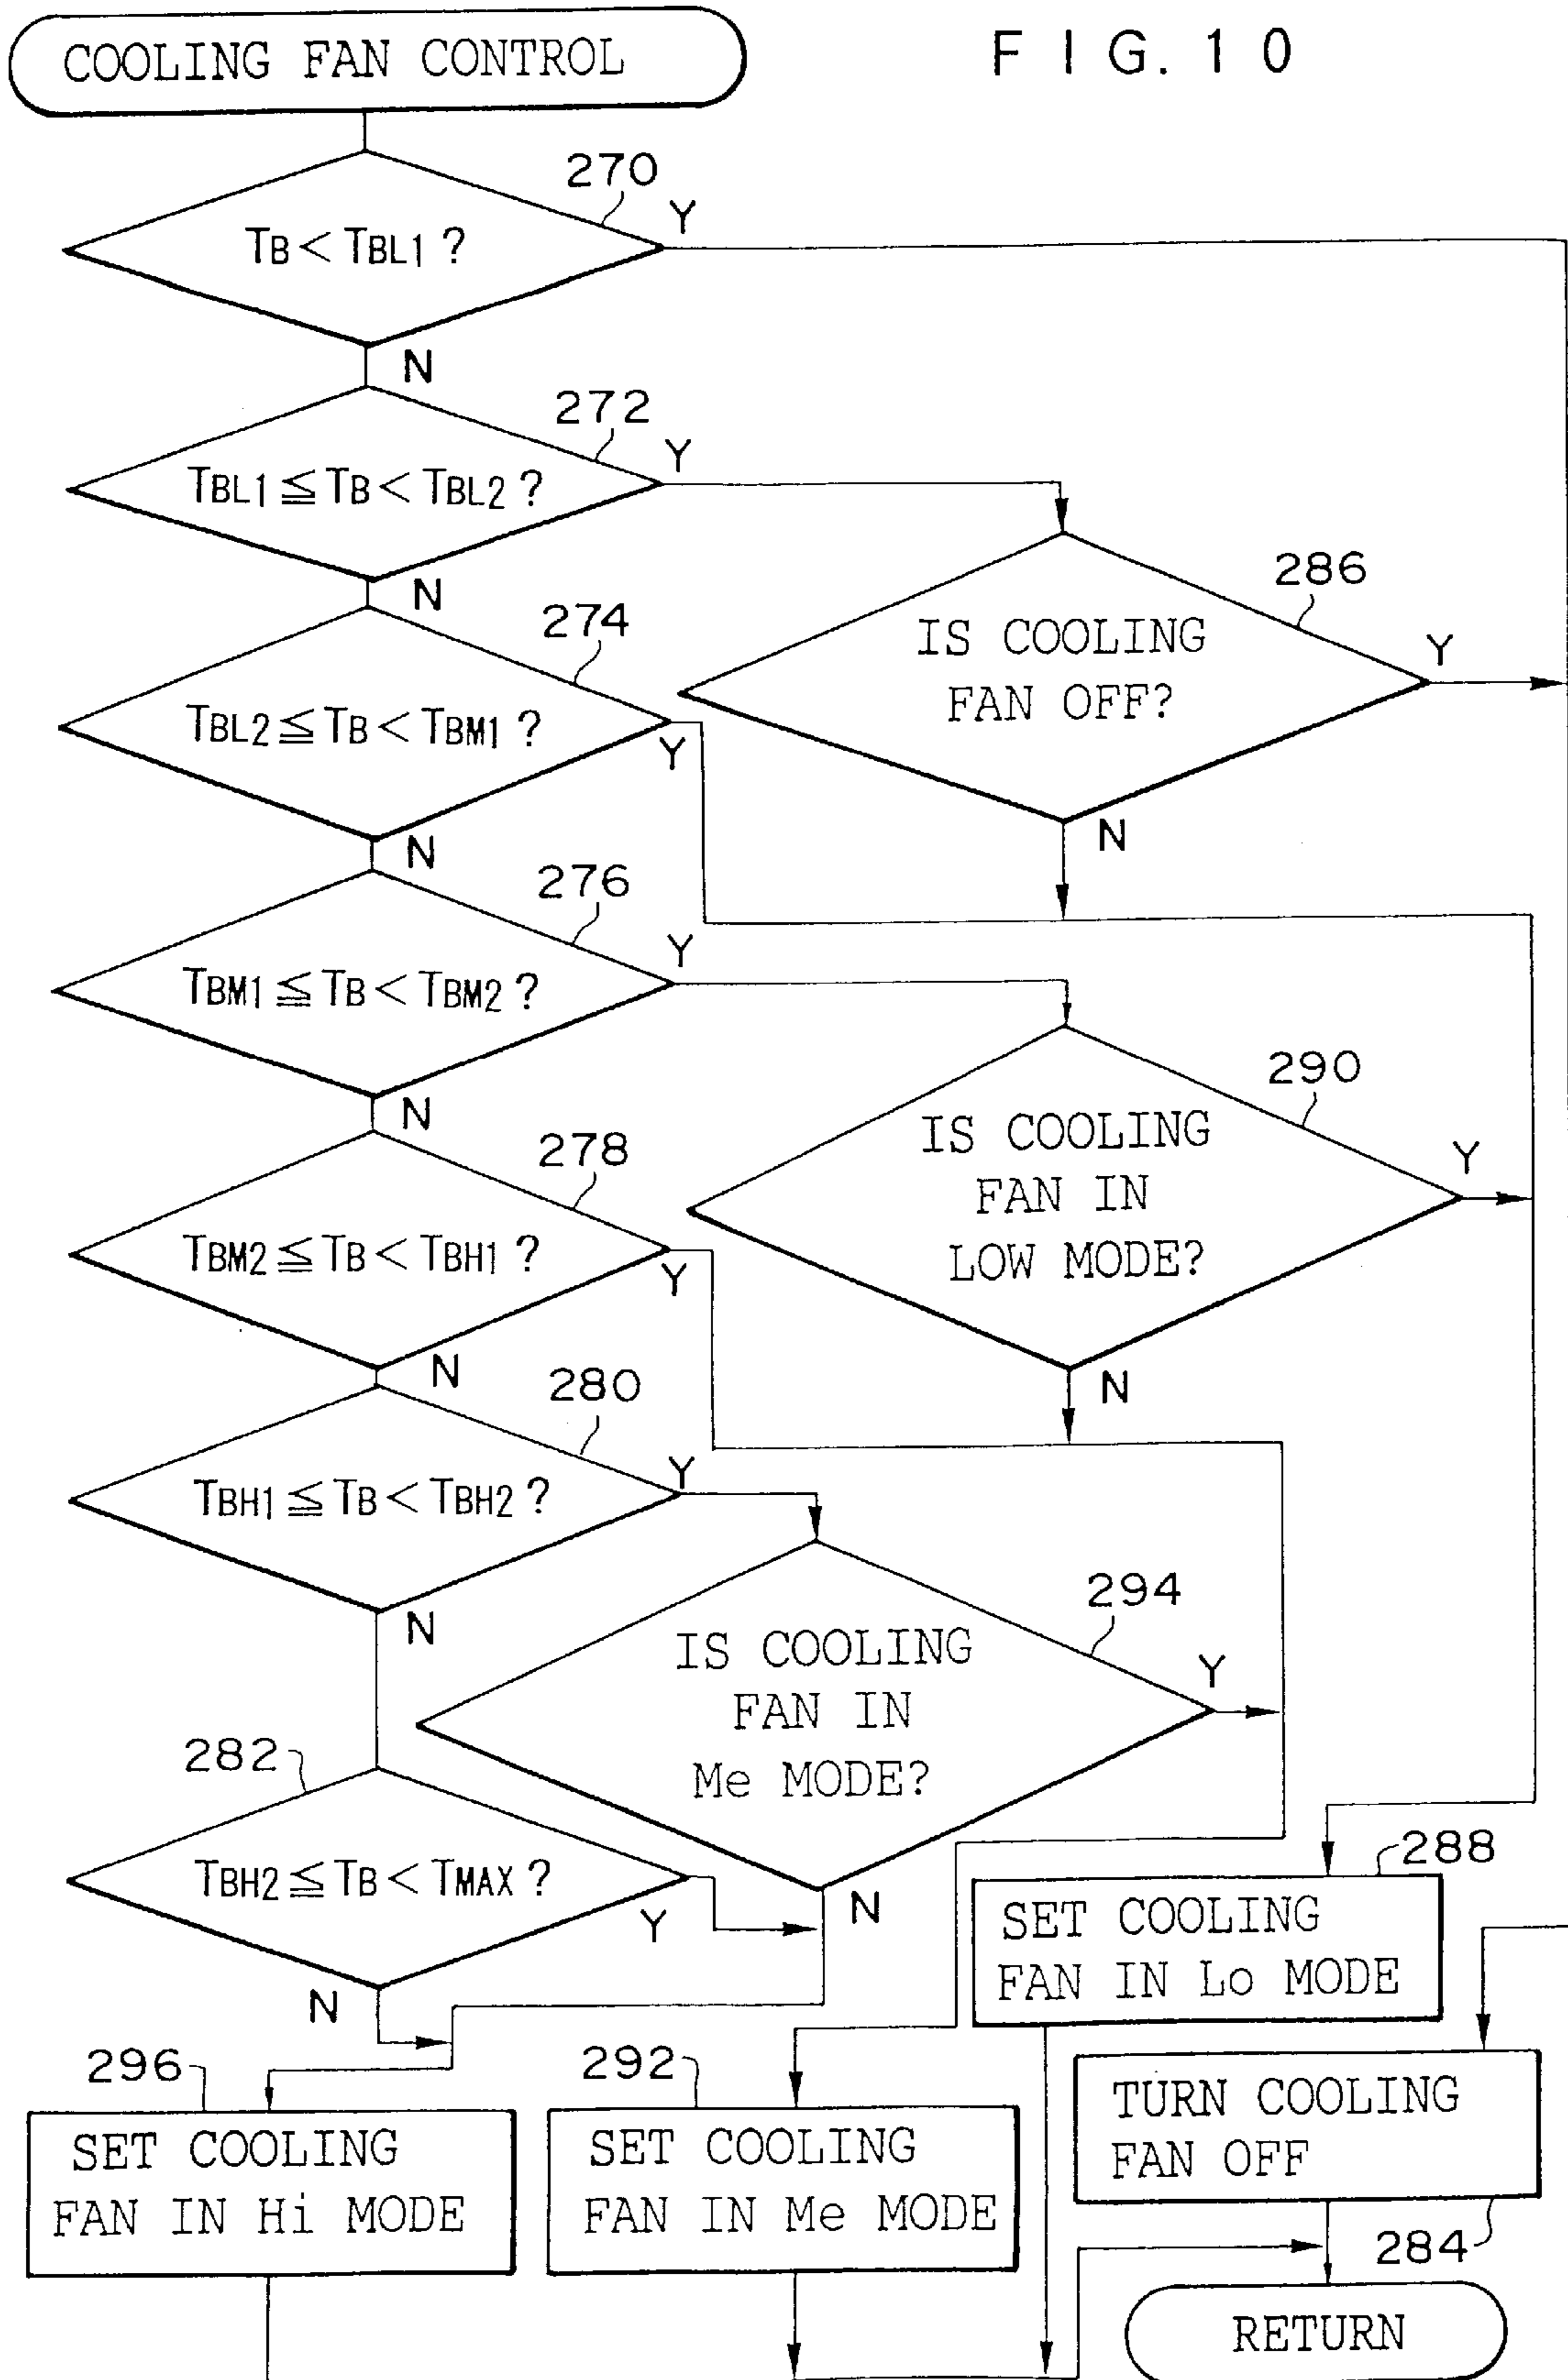 COOLING FAN CONTROL
FIG. 10
270
TB < TBL1 ?
Y
N
272
TBL1 ≦ TB < TBL2 ?
Y
N
286
IS COOLING
FAN OFF?
Y
N
274
TBL2 ≦ TB < TBM1 ?
Y
N
276
TBM1 ≦ TB < TBM2 ?
Y
N
290
IS COOLING
FAN IN
LOW MODE?
Y
N
278
TBM2 ≦ TB < TBH1 ?
Y
N
280
TBH1 ≦ TB < TBH2 ?
Y
N
294
IS COOLING
FAN IN
Me MODE?
Y
N
282
TBH2 ≦ TB < TMAX ?
Y
N
288
SET COOLING
FAN IN Lo MODE
296
SET COOLING
FAN IN Hi MODE
292
SET COOLING
FAN IN Me MODE
TURN COOLING
FAN OFF
284
RETURN